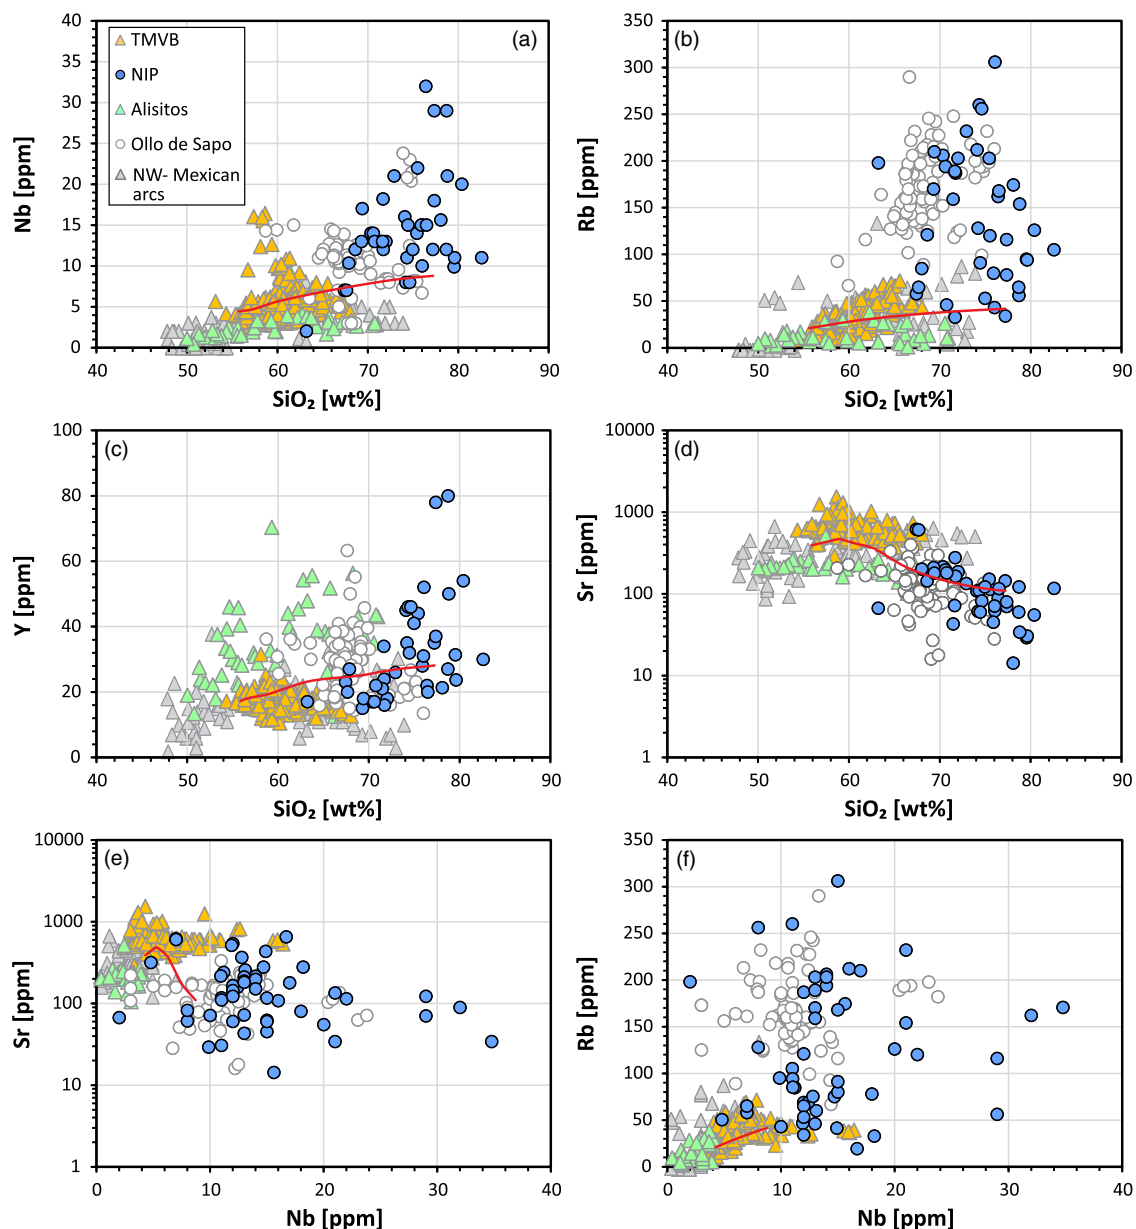 40
35
30
25
20
15
10
5
0
Nb [ppm]
TMVB
NIP
Alisitos
Ollo de Sapo
NW- Mexican
arcs
(a)
40 50 60 70 80 90
SiO₂ [wt%]
350
300
250
200
150
100
50
0
Rb [ppm]
(b)
40 50 60 70 80 90
SiO₂ [wt%]
100
80
60
40
20
0
Y [ppm]
(c)
40 50 60 70 80 90
SiO₂ [wt%]
10000
1000
100
10
1
Sr [ppm]
(d)
40 50 60 70 80 90
SiO₂ [wt%]
10000
1000
100
10
1
Sr [ppm]
(e)
0 10 20 30 40
Nb [ppm]
350
300
250
200
150
100
50
0
Rb [ppm]
(f)
0 10 20 30 40
Nb [ppm]